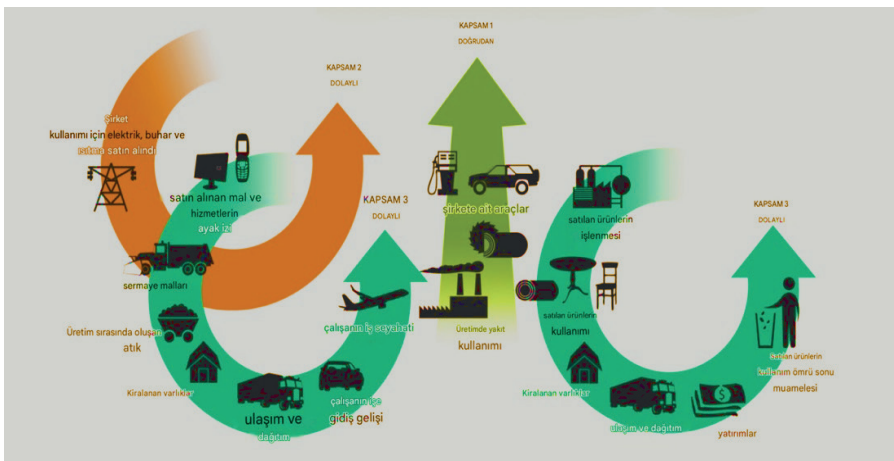 KAPSAM 1
DOĞRUDAN
KAPSAM 2
DOLAYLI
Şirket
kullanımı için elektrik, buhar ve
ısıtma satın alındı
satın alınan mal ve
hizmetlerin
ayak izi
KAPSAM 3
DOLAYLI
sermaye malları
Üretim sırasında oluşan
atık
Kiralanan varlıklar
ulaşım ve
dağıtım
çalışanın işe
gidiş gelişi
çalışanın iş seyahati
şirkete ait araçlar
Üretimde yakıt
kullanımı
satılan ürünlerin
işlenmesi
satılan ürünlerin
kullanımı
Kiralanan varlıklar
ulaşım ve dağıtım
yatırımlar
Satılan ürünlerin
kullanım ömrü sonu
muamelesi
KAPSAM 3
DOLAYLI